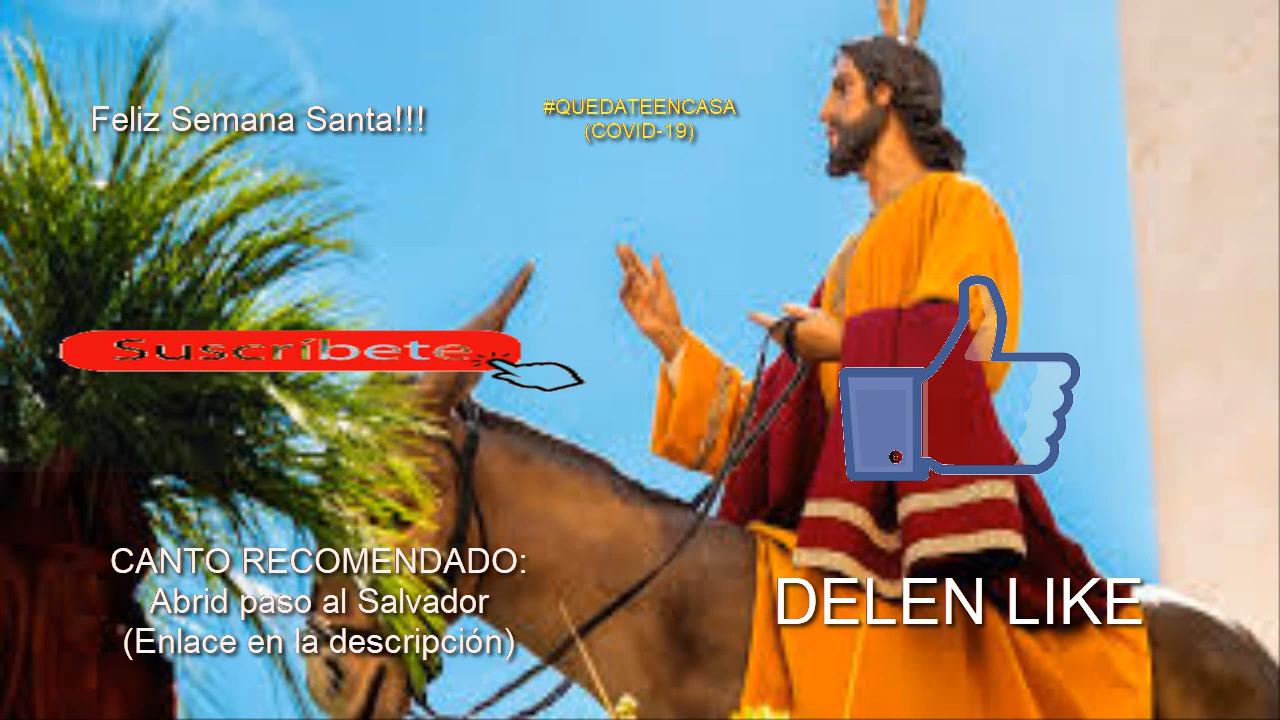 Feliz Semana Santa!!!
#QUEDATEENCASA
(COVID-19)
Suscríbete
CANTO RECOMENDADO:
Abrid paso al Salvador
(Enlace en la descripción)
DELEN LIKE